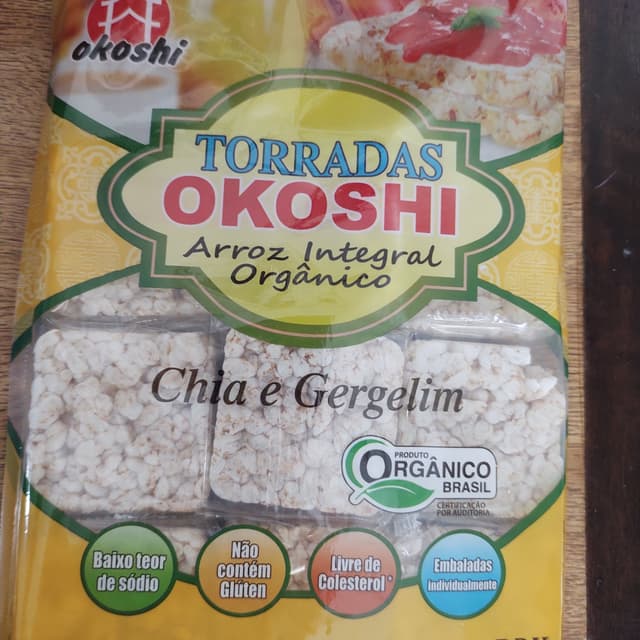 okoshi
TORRADAS
OKOSHI
Arroz Integral
Orgânico
Chia e Gergelim
PRODUTO
ORGÂNICO
BRASIL
CERTIFICAÇÃO
POR AUDITORIA
Baixo teor
de sódio
Não
contém
Glúten
Livre de
Colesterol*
Embaladas
individualmente